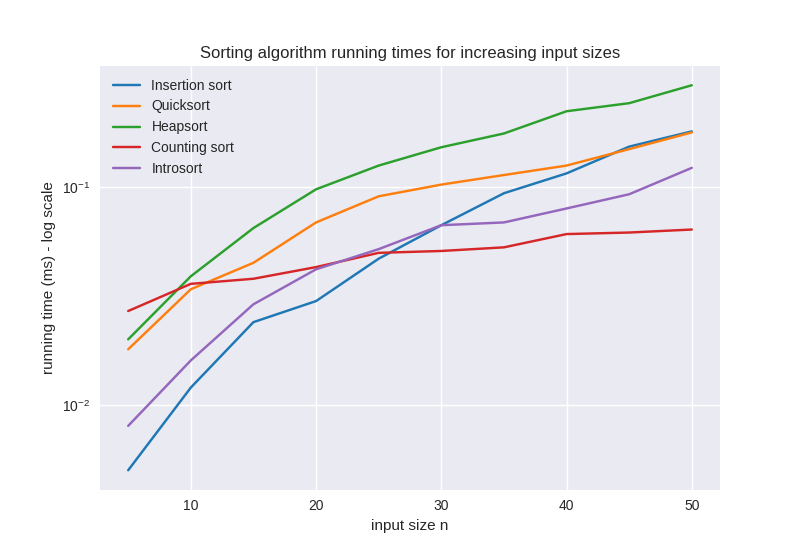 Sorting algorithm running times for increasing input sizes
Insertion sort
Quicksort
Heapsort
Counting sort
Introsort
running time (ms) - log scale
10⁻¹
10⁻²
10 20 30 40 50
input size n